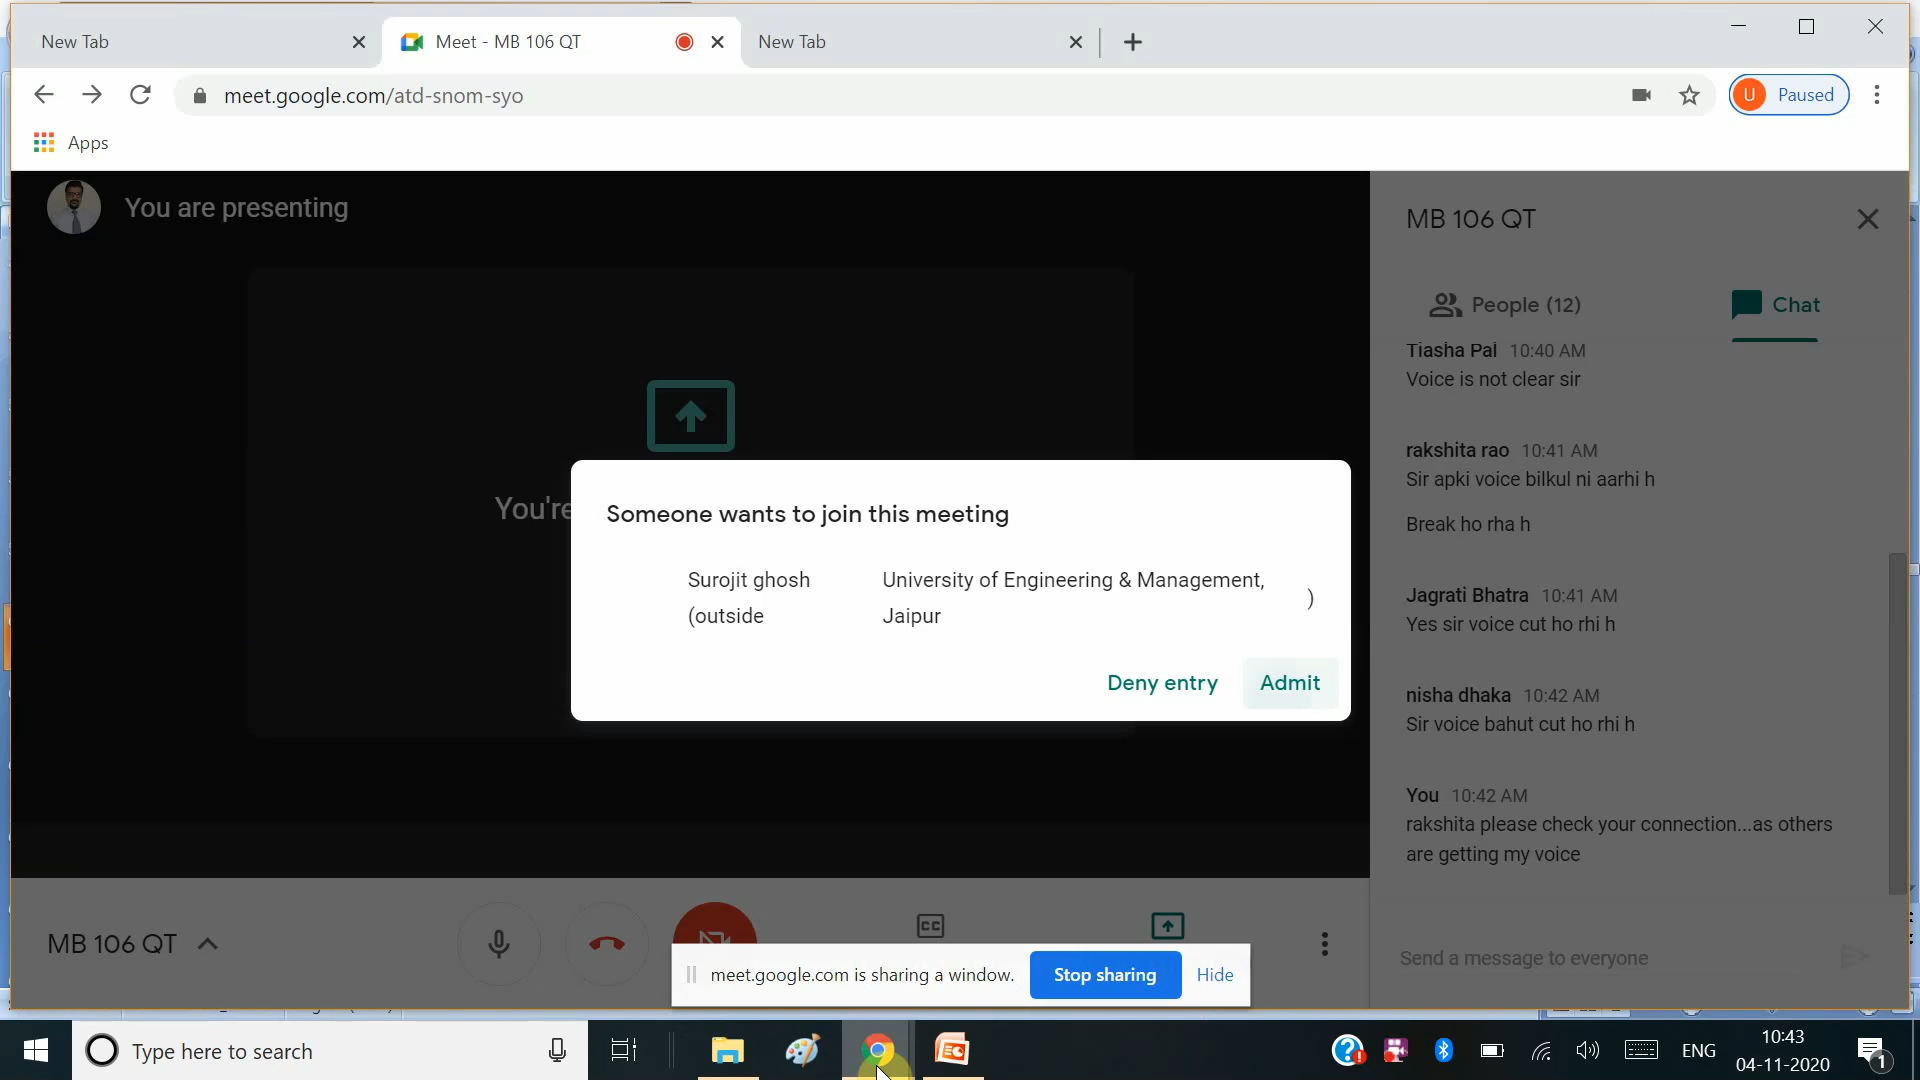 New Tab
Meet - MB 106 QT
New Tab
meet.google.com/atd-snom-syo
U Paused
Apps
You are presenting
MB 106 QT
People (12)
Chat
Tiasha Pal 10:40 AM
Voice is not clear sir
rakshita rao 10:41 AM
Sir apki voice bilkul ni aarhi h
Break ho rha h
Jagrati Bhatra 10:41 AM
Yes sir voice cut ho rhi h
nisha dhaka 10:42 AM
Sir voice bahut cut ho rhi h
You 10:42 AM
rakshita please check your connection...as others
are getting my voice
Send a message to everyone
You're
Someone wants to join this meeting
Surojit ghosh University of Engineering & Management,
(outside Jaipur )
Deny entry
Admit
MB 106 QT
CC
meet.google.com is sharing a window.
Stop sharing
Hide
Type here to search
ENG
10:43
04-11-2020
1